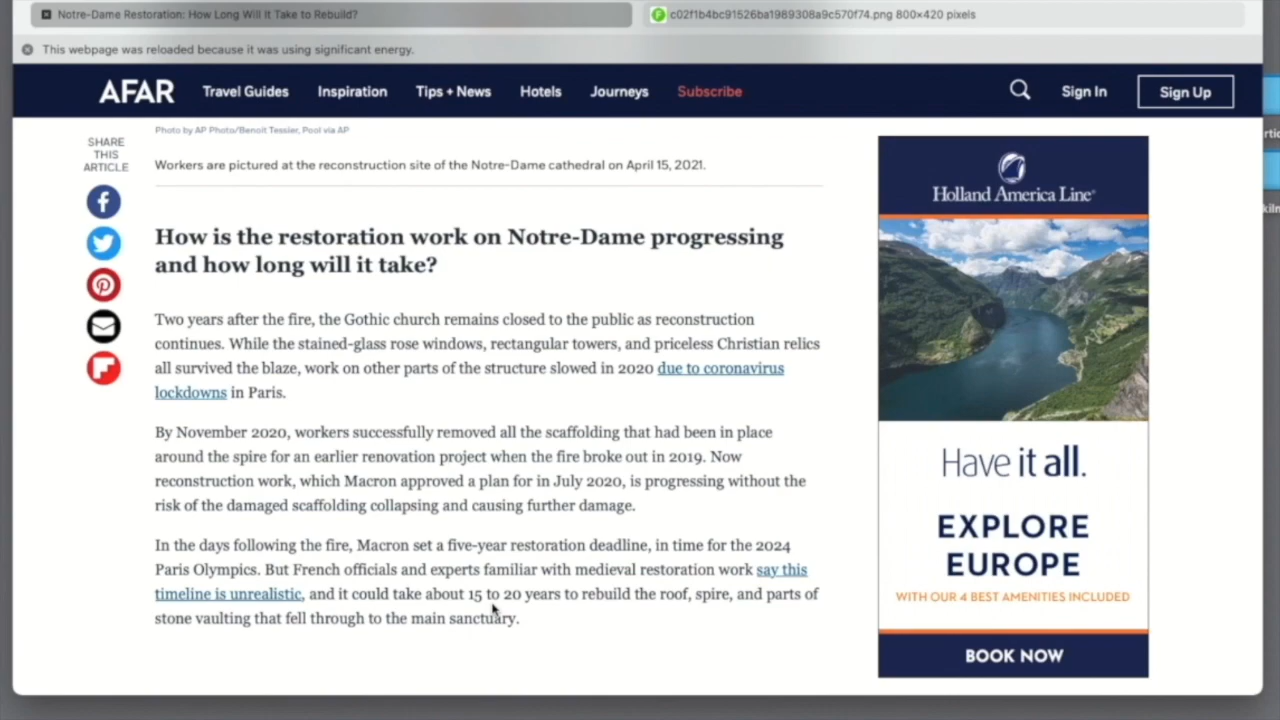 Notre-Dame Restoration: How Long Will It Take to Rebuild?
c02f1b4bc91526ba1989308a9c570f74.png 800×420 pixels
This webpage was reloaded because it was using significant energy.
AFAR
Travel Guides
Inspiration
Tips + News
Hotels
Journeys
Subscribe
Sign In
Sign Up
SHARE
THIS
ARTICLE
Photo by AP Photo/Benoit Tessier, Pool via AP
Workers are pictured at the reconstruction site of the Notre-Dame cathedral on April 15, 2021.
How is the restoration work on Notre-Dame progressing
and how long will it take?
Two years after the fire, the Gothic church remains closed to the public as reconstruction
continues. While the stained-glass rose windows, rectangular towers, and priceless Christian relics
all survived the blaze, work on other parts of the structure slowed in 2020 due to coronavirus
lockdowns in Paris.
By November 2020, workers successfully removed all the scaffolding that had been in place
around the spire for an earlier renovation project when the fire broke out in 2019. Now
reconstruction work, which Macron approved a plan for in July 2020, is progressing without the
risk of the damaged scaffolding collapsing and causing further damage.
In the days following the fire, Macron set a five-year restoration deadline, in time for the 2024
Paris Olympics. But French officials and experts familiar with medieval restoration work say this
timeline is unrealistic, and it could take about 15 to 20 years to rebuild the roof, spire, and parts of
stone vaulting that fell through to the main sanctuary.
Holland America Line®
Have it all.
EXPLORE
EUROPE
WITH OUR 4 BEST AMENITIES INCLUDED
BOOK NOW